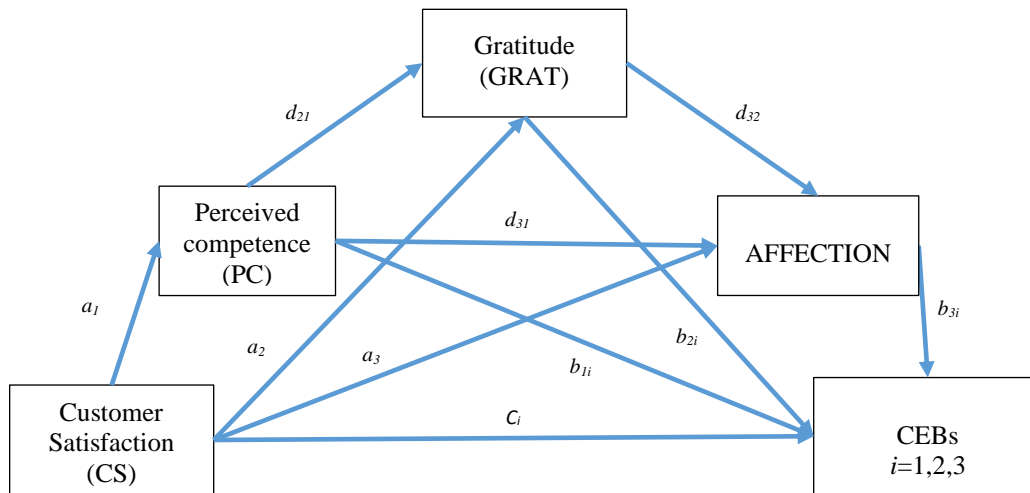 Gratitude
(GRAT)
d21
d32
Perceived
competence
(PC)
d31
AFFECTION
a1
a2
a3
b1i
b2i
b3i
Customer
Satisfaction
(CS)
Ci
CEBs
i=1,2,3